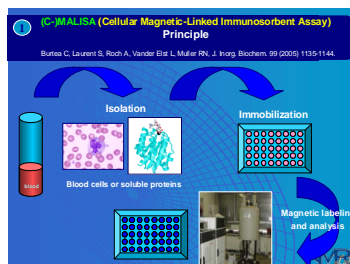 1
(C-)MALISA (Cellular Magnetic-Linked Immunosorbent Assay)
Principle
Burtea C, Laurent S, Roch A, Vander Elst L, Muller RN, J. Inorg. Biochem. 99 (2005) 1135-1144.
Isolation
Immobilization
blood
Blood cells or soluble proteins
Magnetic labeling
and analysis